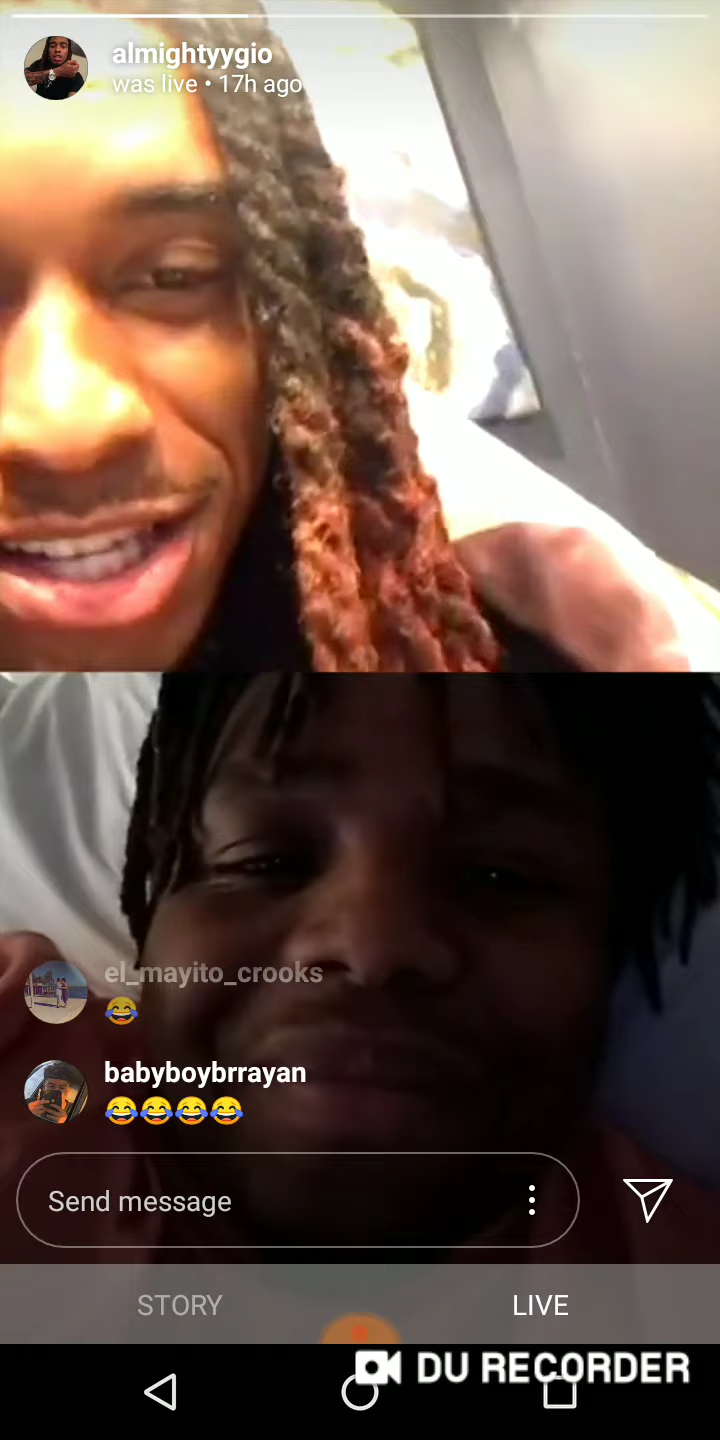 almightyygio
was live • 17h ago
el_mayito_crooks
😂
babyboybrrayan
😂😂😂😂
Send message
STORY
LIVE
DU RECORDER